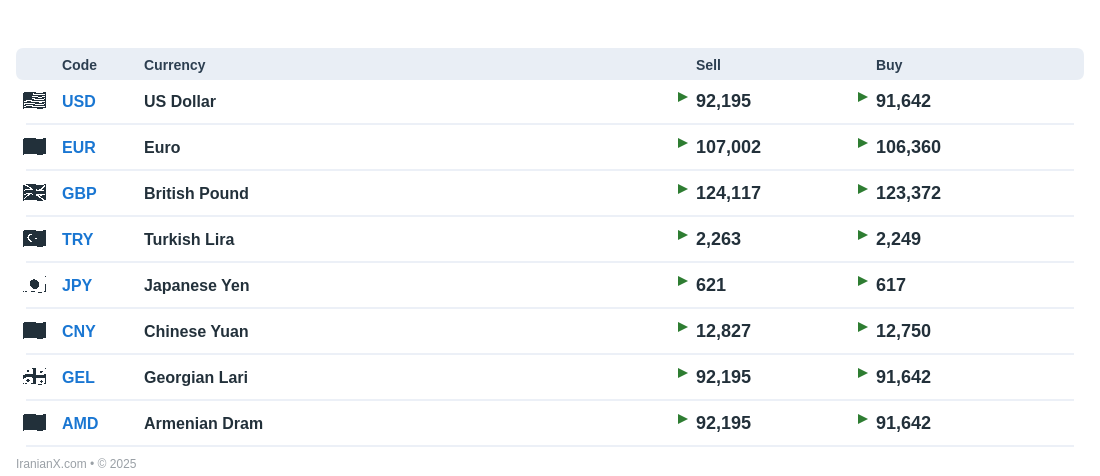 Code Currency Sell Buy
USD US Dollar ▶ 92,195 ▶ 91,642
EUR Euro ▶ 107,002 ▶ 106,360
GBP British Pound ▶ 124,117 ▶ 123,372
TRY Turkish Lira ▶ 2,263 ▶ 2,249
JPY Japanese Yen ▶ 621 ▶ 617
CNY Chinese Yuan ▶ 12,827 ▶ 12,750
GEL Georgian Lari ▶ 92,195 ▶ 91,642
AMD Armenian Dram ▶ 92,195 ▶ 91,642
IranianX.com • © 2025